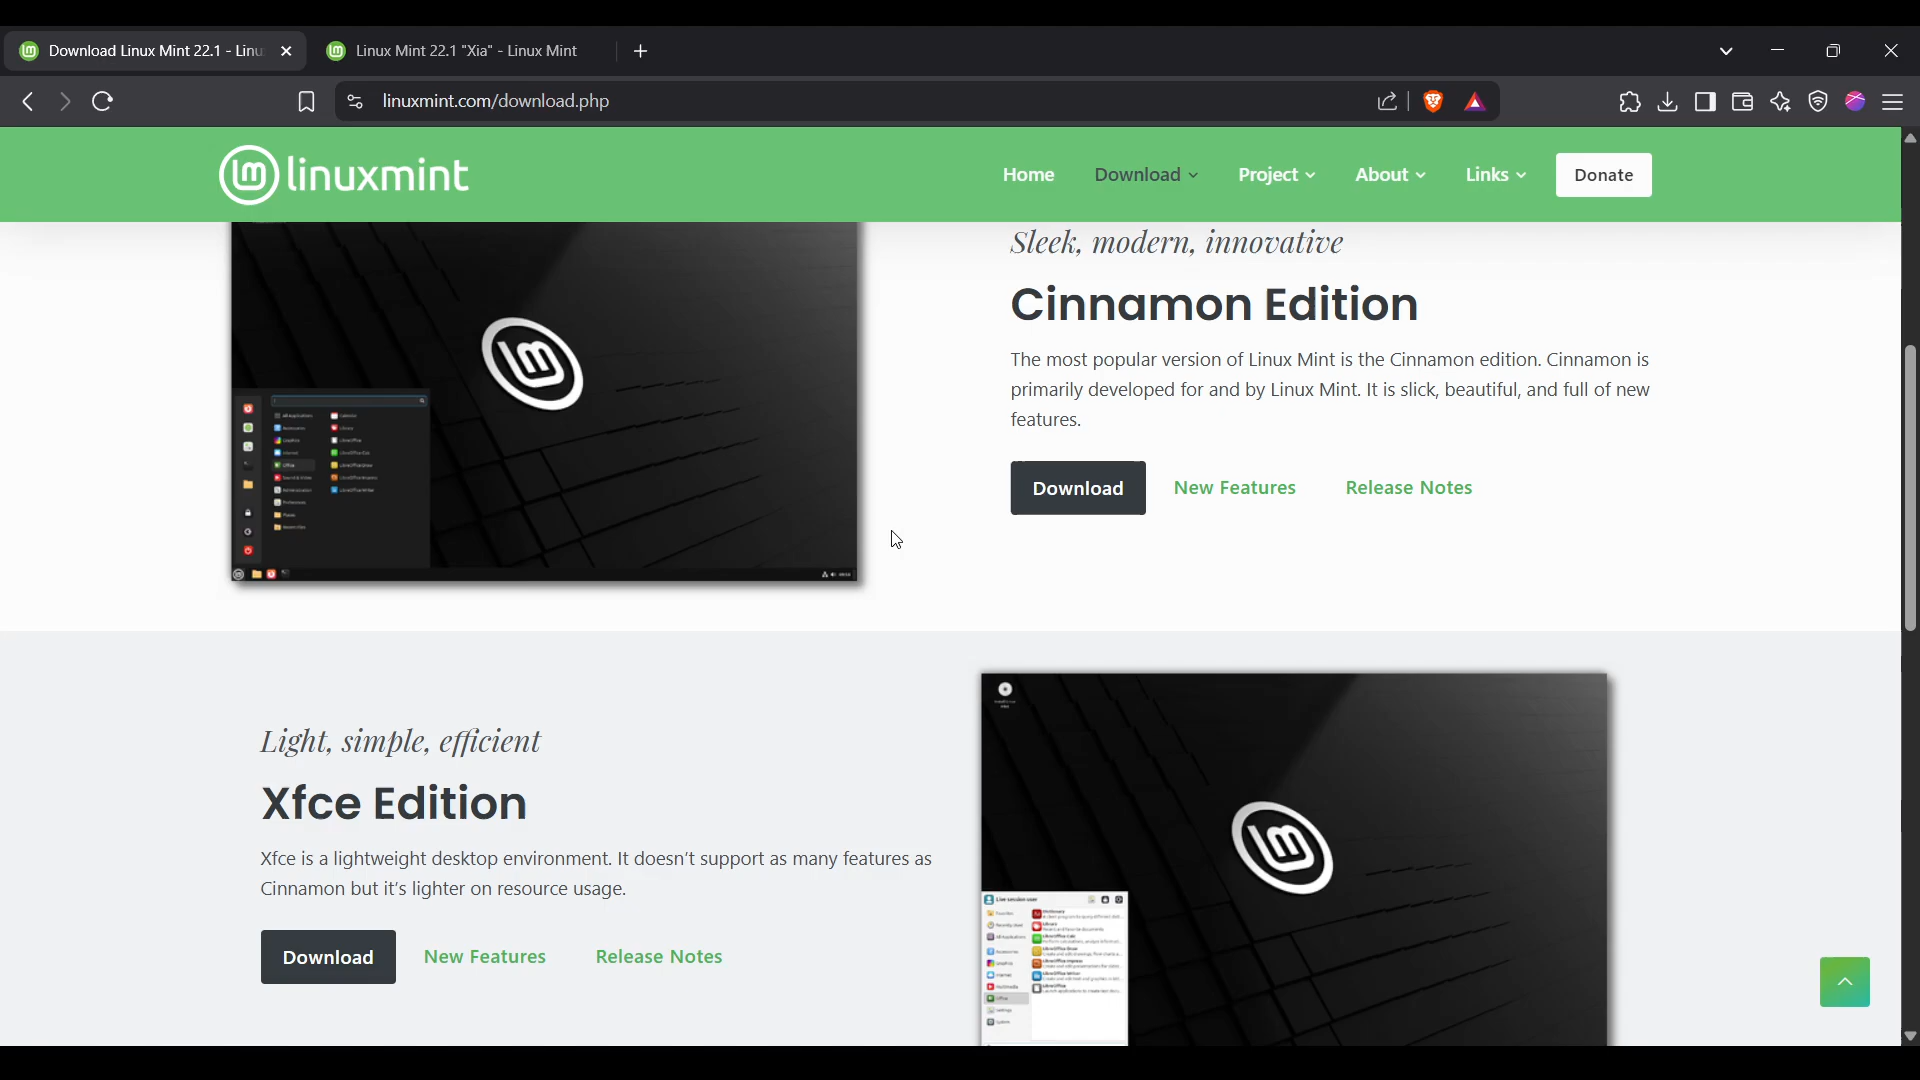 Download Linux Mint 22.1 - Linu
Linux Mint 22.1 "Xia" - Linux Mint
linuxmint.com/download.php
linuxmint
Home
Download
Project
About
Links
Donate
Sleek, modern, innovative
Cinnamon Edition
The most popular version of Linux Mint is the Cinnamon edition. Cinnamon is
primarily developed for and by Linux Mint. It is slick, beautiful, and full of new
features.
Download
New Features
Release Notes
Light, simple, efficient
Xfce Edition
Xfce is a lightweight desktop environment. It doesn't support as many features as
Cinnamon but it's lighter on resource usage.
Download
New Features
Release Notes